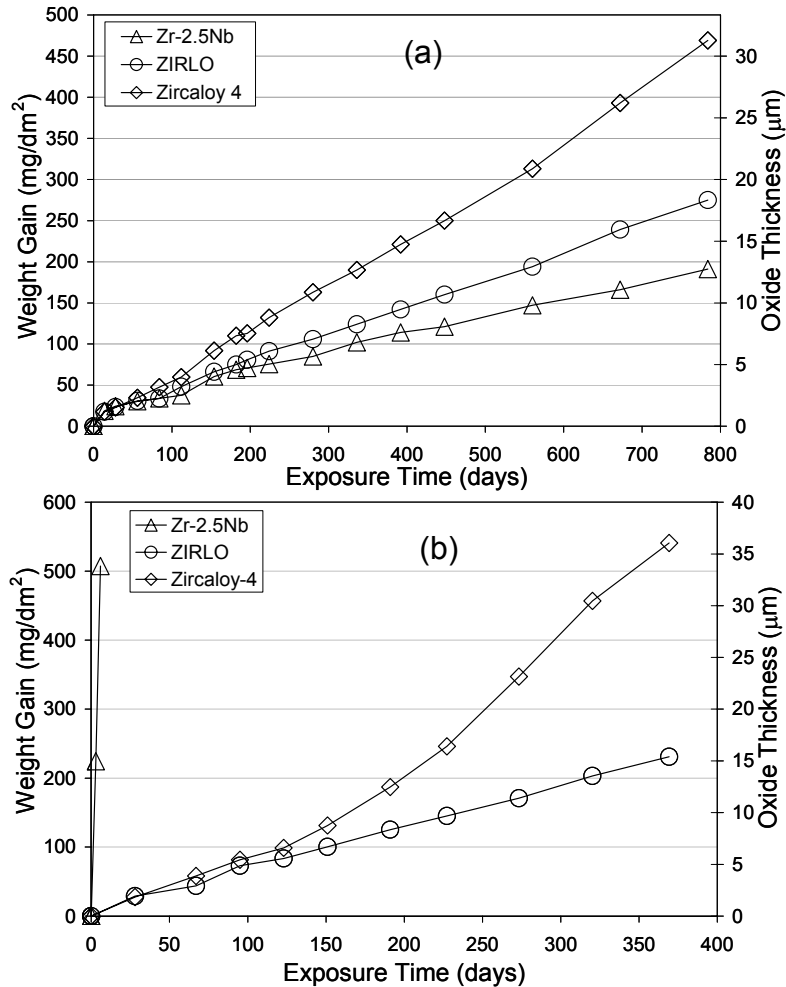 500
450
400
350
300
250
200
150
100
50
0
Weight Gain (mg/dm²)
Zr-2.5Nb
ZIRLO
Zircaloy 4
(a)
30
25
20
15
10
5
0
Oxide Thickness (μm)
0 100 200 300 400 500 600 700 800
Exposure Time (days)
600
500
400
300
200
100
0
Weight Gain (mg/dm²)
Zr-2.5Nb
ZIRLO
Zircaloy-4
(b)
40
35
30
25
20
15
10
5
0
Oxide Thickness (μm)
0 50 100 150 200 250 300 350 400
Exposure Time (days)